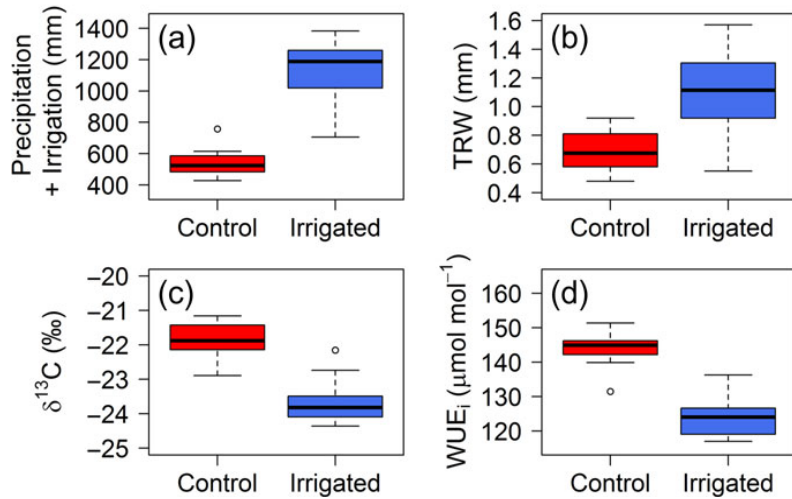 (a)
Precipitation
+ Irrigation (mm)
1400
1200
1000
800
600
400
Control Irrigated
(b)
TRW (mm)
1.6
1.4
1.2
1.0
0.8
0.6
0.4
Control Irrigated
(c)
δ¹³C (‰)
−20
−21
−22
−23
−24
−25
Control Irrigated
(d)
WUEᵢ (μmol mol⁻¹)
160
150
140
130
120
Control Irrigated